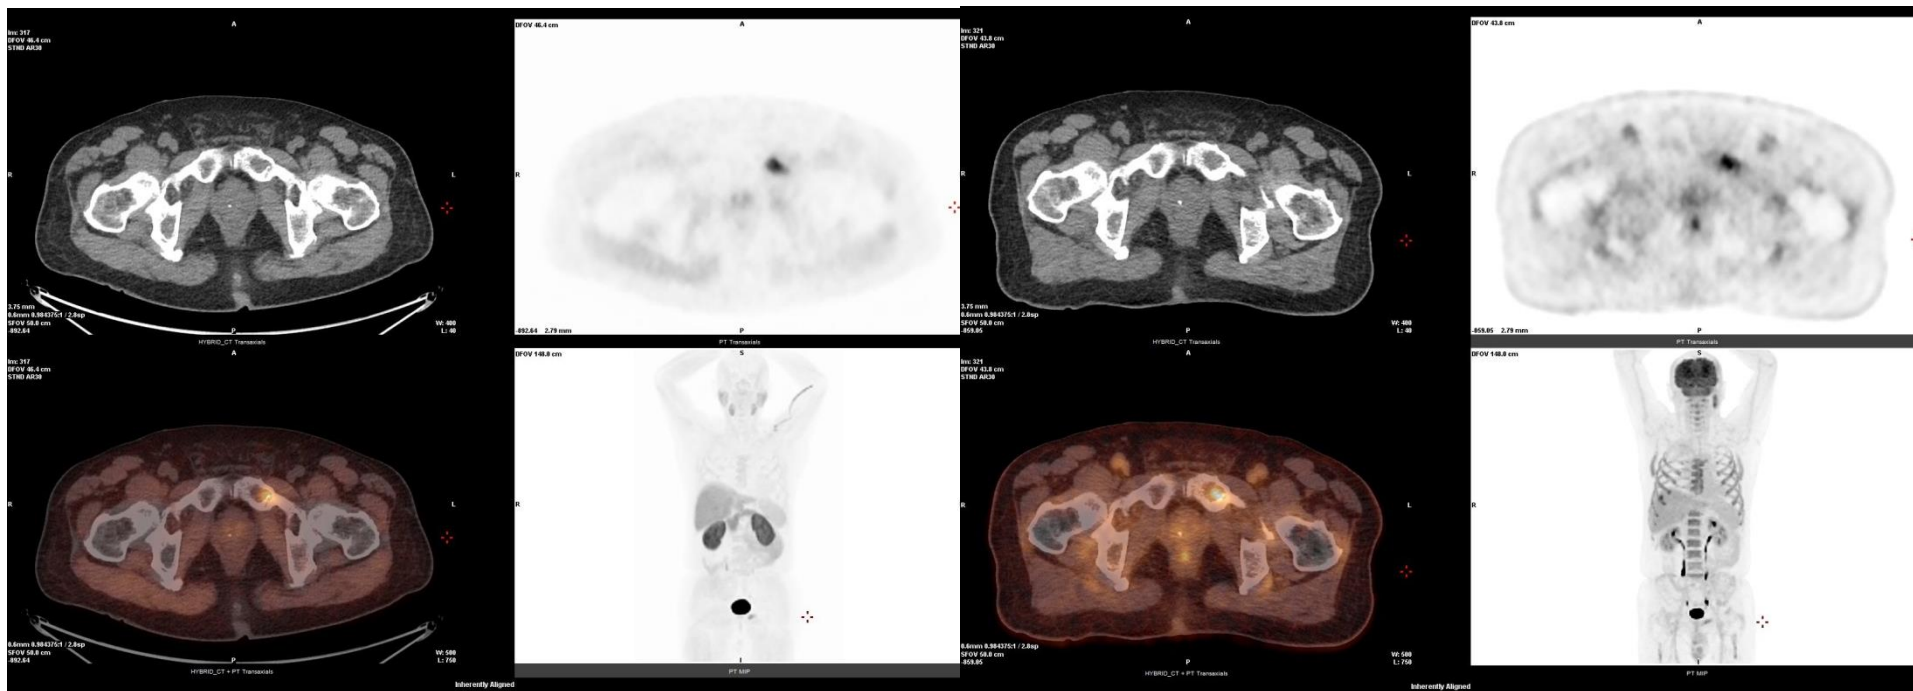 A
Im: 317
DFOV 46.4 cm
STND AR30
R
L
3.75 mm
0.6mm 0.984375:1 / 2.0sp
SFOV 50.0 cm
-892.64
W: 400
L: 40
P
HYBRID_CT Transaxials
DFOV 46.4 cm
A
R
-892.64 2.79 mm
P
PT Transaxials
A
Im: 321
DFOV 43.8 cm
STND AR30
R
L
3.75 mm
0.6mm 0.984375:1 / 2.0sp
SFOV 50.0 cm
-859.05
W: 400
L: 40
P
HYBRID_CT Transaxials
DFOV 43.8 cm
A
R
-859.05 2.79 mm
P
PT Transaxials
A
Im: 317
DFOV 46.4 cm
STND AR30
R
L
0.6mm 0.984375:1 / 2.0sp
SFOV 50.0 cm
-892.64
W: 500
L: 750
P
HYBRID_CT + PT Transaxials
DFOV 148.0 cm
S
I
PT MIP
Inherently Aligned
A
Im: 321
DFOV 43.8 cm
STND AR30
R
L
0.6mm 0.984375:1 / 2.0sp
SFOV 50.0 cm
-859.05
W: 500
L: 750
P
HYBRID_CT + PT Transaxials
DFOV 148.0 cm
S
PT MIP
Inherently Aligned